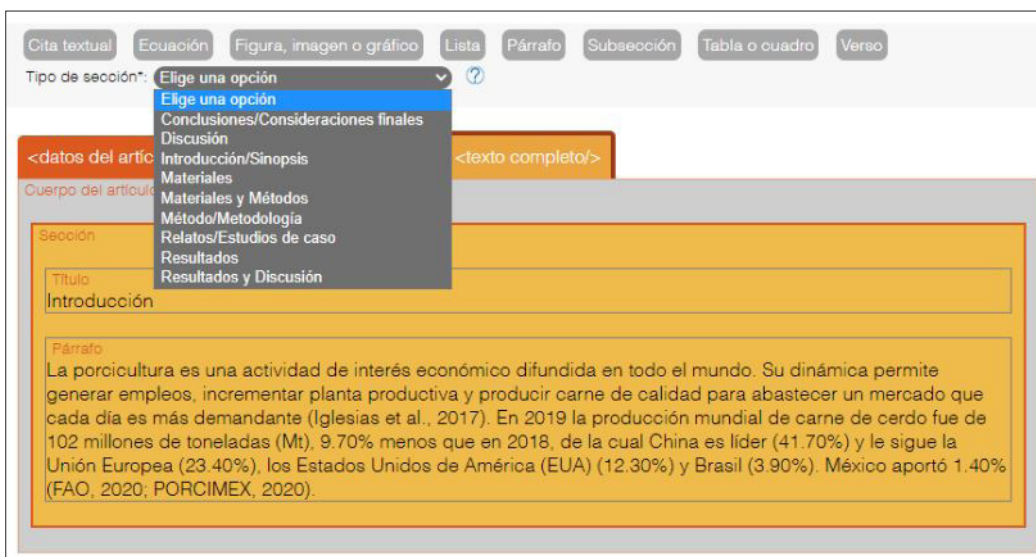 Cita textual Ecuación Figura, imagen o gráfico Lista Párrafo Subsección Tabla o cuadro Verso
Tipo de sección*: Elige una opción ?
Elige una opción
Conclusiones/Consideraciones finales
Discusión
Introducción/Sinopsis
Materiales
Materiales y Métodos
Método/Metodología
Relatos/Estudios de caso
Resultados
Resultados y Discusión
<datos del artíc <texto completo/>
Cuerpo del artículo
Sección
Título
Introducción
Párrafo
La porcicultura es una actividad de interés económico difundida en todo el mundo. Su dinámica permite
generar empleos, incrementar planta productiva y producir carne de calidad para abastecer un mercado que
cada día es más demandante (Iglesias et al., 2017). En 2019 la producción mundial de carne de cerdo fue de
102 millones de toneladas (Mt), 9.70% menos que en 2018, de la cual China es líder (41.70%) y le sigue la
Unión Europea (23.40%), los Estados Unidos de América (EUA) (12.30%) y Brasil (3.90%). México aportó 1.40%
(FAO, 2020; PORCIMEX, 2020).